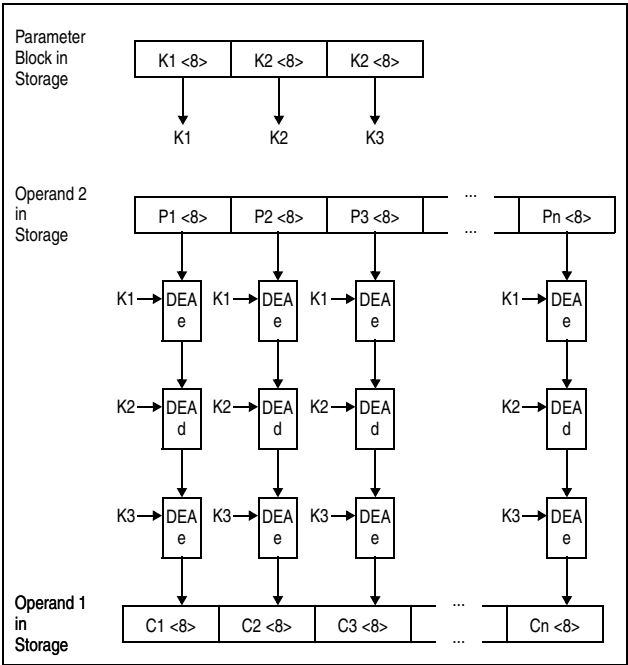 Parameter
Block in
Storage
K1 <8> K2 <8> K2 <8>
K1 K2 K3
Operand 2
in
Storage
...
P1 <8> P2 <8> P3 <8> Pn <8>
...
K1 DEA K1 DEA K1 DEA K1 DEA
e e e e
K2 DEA K2 DEA K2 DEA K2 DEA
d d d d
K3 DEA K3 DEA K3 DEA K3 DEA
e e e e
Operand 1
in
Storage
...
C1 <8> C2 <8> C3 <8> Cn <8>
...